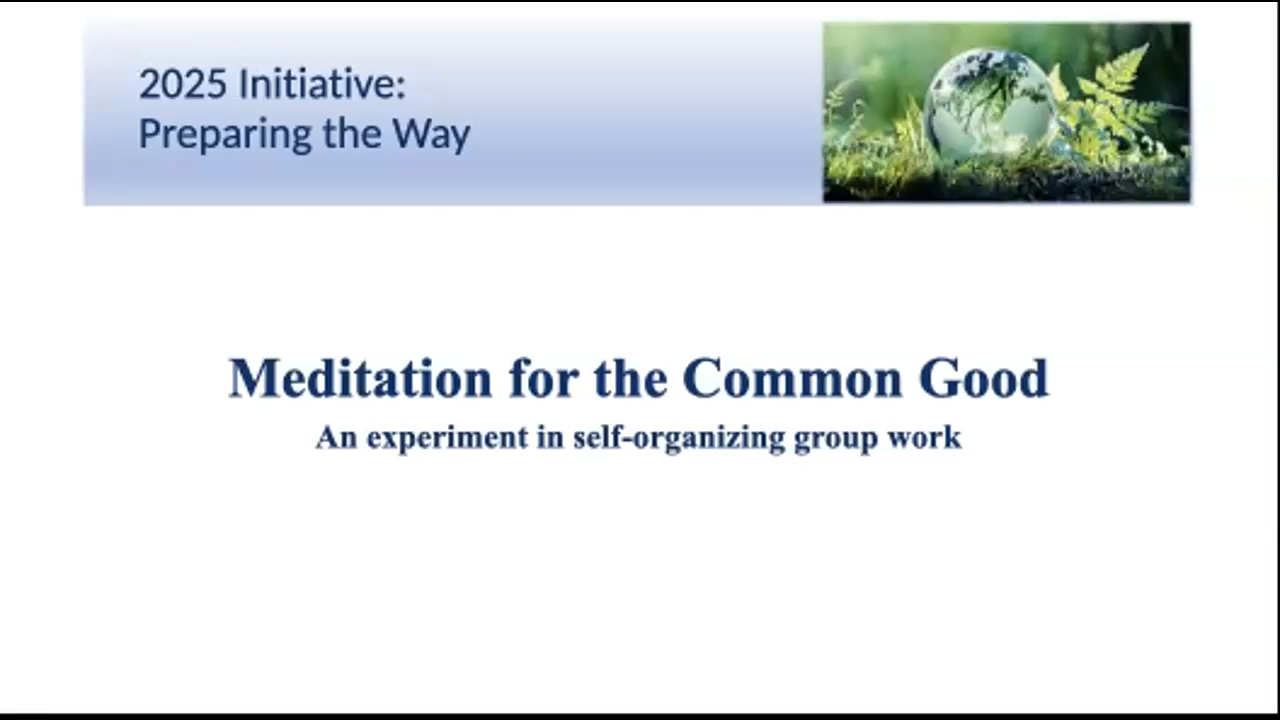 2025 Initiative:
Preparing the Way
Meditation for the Common Good
An experiment in self-organizing group work